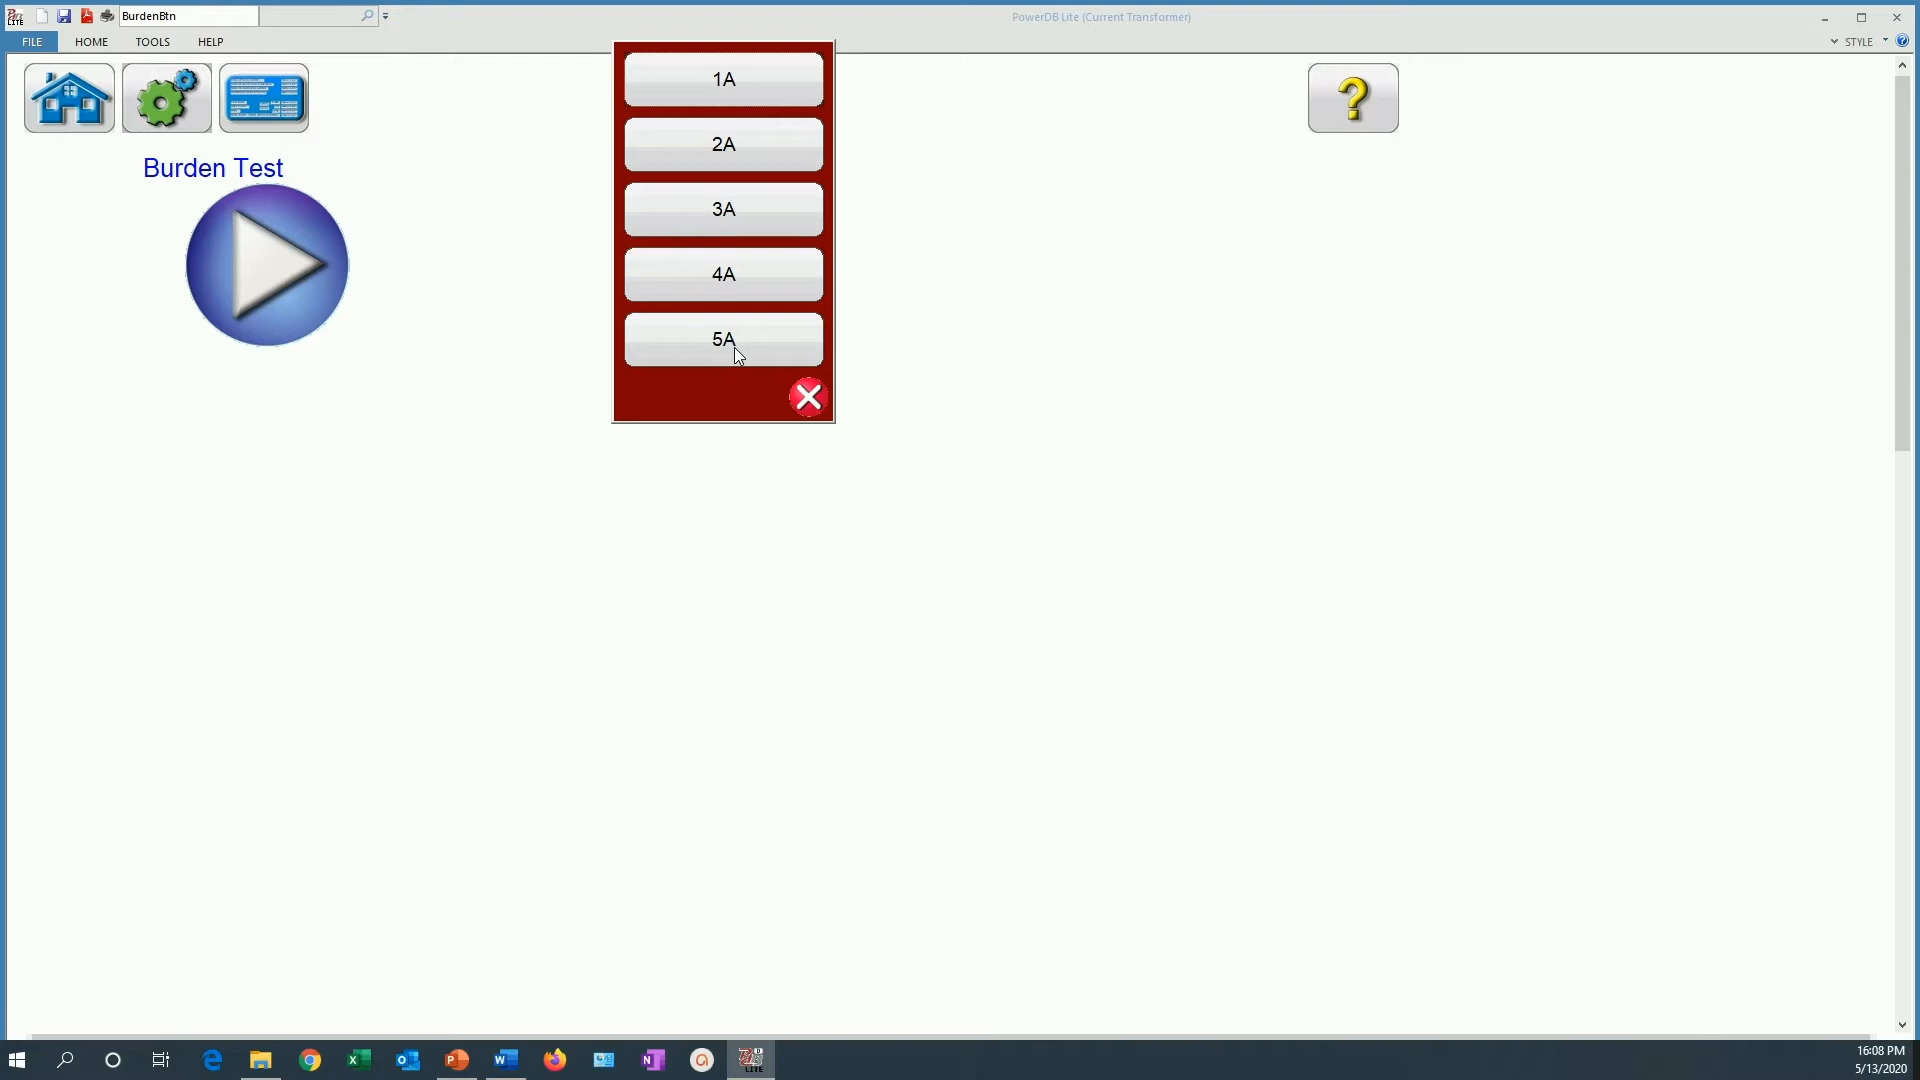 BurdenBtn
PowerDB Lite (Current Transformer)
FILE
HOME
TOOLS
HELP
STYLE
1A
2A
3A
4A
5A
Burden Test
16:08 PM
5/13/2020